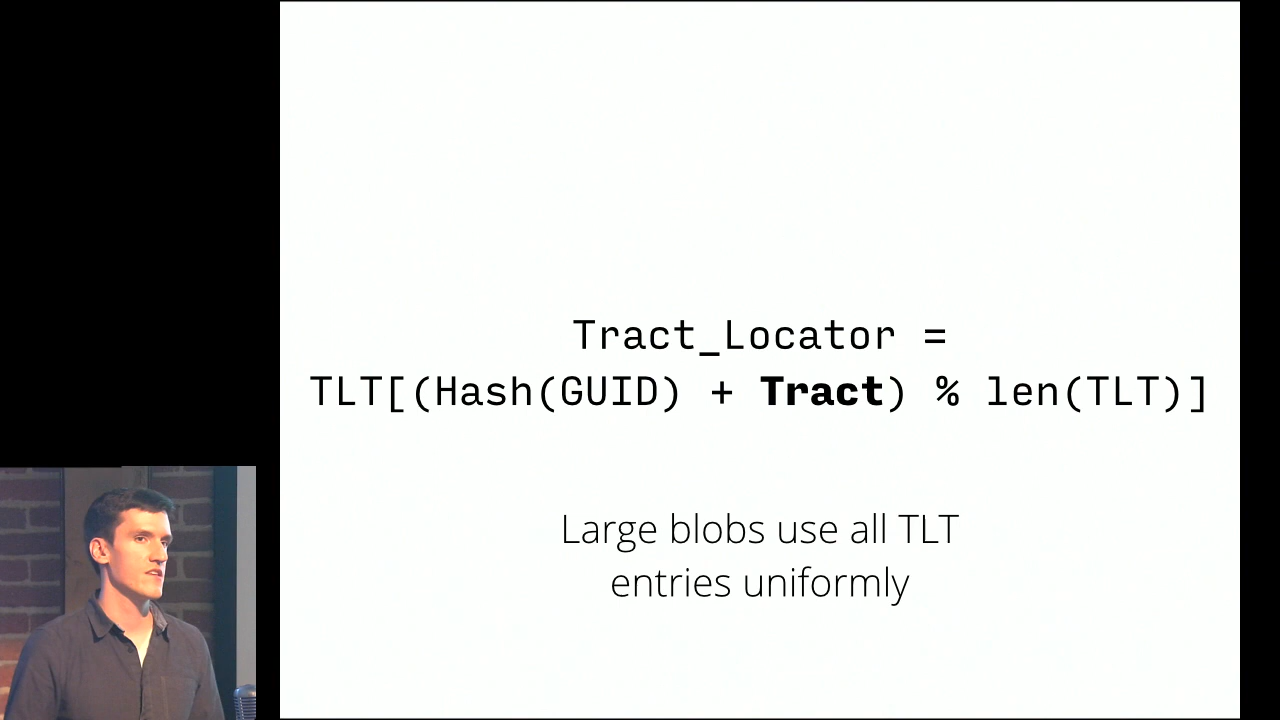 Tract_Locator =
TLT[(Hash(GUID) + Tract) % len(TLT)]
Large blobs use all TLT
entries uniformly